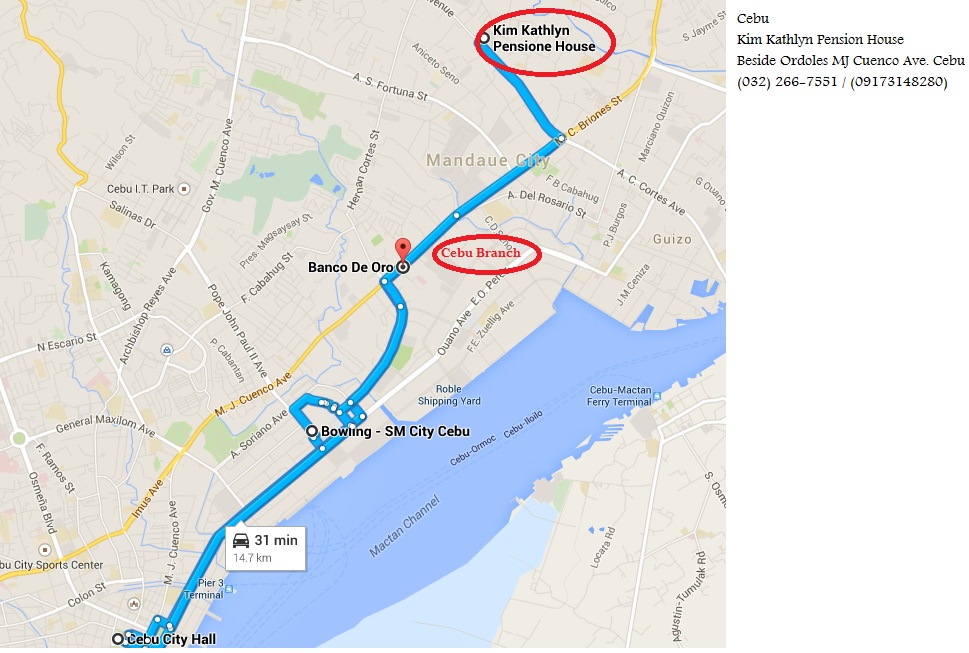 Kim Kathlyn
Pensione House
S Jayme St
Aniceto Seno
A. S. Fortuna St
C. Briones St
Marciano Quizon
Wilson St
Gov. M. Cuenco Ave
Hernan Cortes St
Mandaue City
Cebu I.T. Park
Salinas Dr
F B Cabahug
A. C. Cortes Ave
A. Del Rosario St
P.J Burgos
Pres. Magsaysay St
Guizo
Cebu Branch
Banco De Oro
F. Cabahug St
Kamagong
Archbishop Reyes Ave
Pope John Paul II Ave
J.M Ceniza
Ouano Ave
F.E. Zuellig Ave
N Escario St
P. Cabantan
M. J. Cuenco Ave
Roble
Shipping Yard
Cebu-Mactan
Ferry Terminal
General Maxilom Ave
A. Soriano Ave
Bowling - SM City Cebu
Cebu-Ormoc
Cebu-Iloilo
F. Ramos St
Osmeña Blvd
Imus Ave
Mactan Channel
M. J. Cuenco Ave
31 min
14.7 km
Locara Rd
bu City Sports Center
Colon St
Pier 3
Terminal
Agustin-Tumulak Rd
Cebu City Hall
Cebu
Kim Kathlyn Pension House
Beside Ordoles MJ Cuenco Ave. Cebu
(032) 266-7551 / (09173148280)